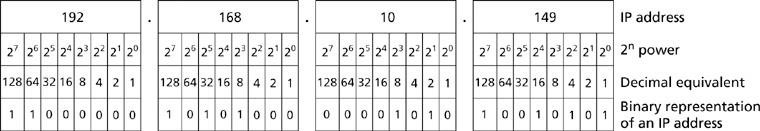 192 . 168 . 10 . 149 IP address
2⁷ 2⁶ 2⁵ 2⁴ 2³ 2² 2¹ 2⁰ 2⁷ 2⁶ 2⁵ 2⁴ 2³ 2² 2¹ 2⁰ 2⁷ 2⁶ 2⁵ 2⁴ 2³ 2² 2¹ 2⁰ 2⁷ 2⁶ 2⁵ 2⁴ 2³ 2² 2¹ 2⁰ 2ⁿ power
128 64 32 16 8 4 2 1 128 64 32 16 8 4 2 1 128 64 32 16 8 4 2 1 128 64 32 16 8 4 2 1 Decimal equivalent
1 1 0 0 0 0 0 0 1 0 1 0 1 0 0 0 0 0 0 0 1 0 1 0 1 0 0 1 0 1 0 1 Binary representation
of an IP address